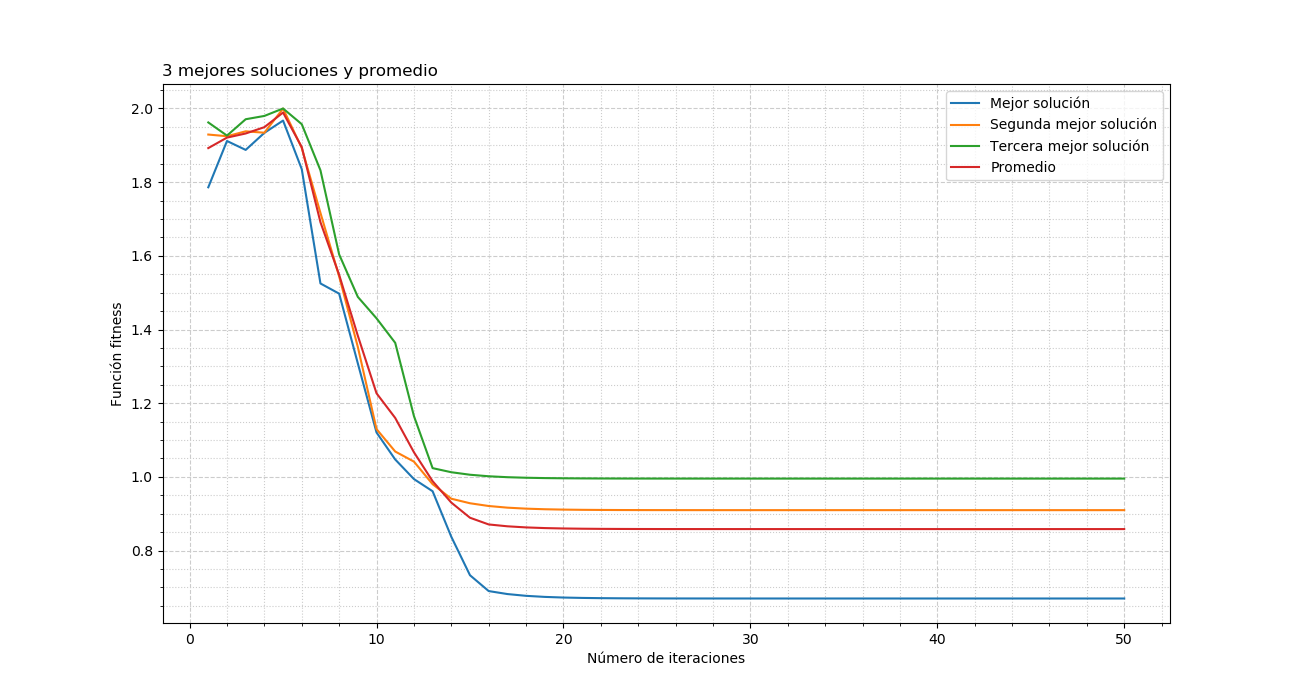 3 mejores soluciones y promedio
Mejor solución
Segunda mejor solución
Tercera mejor solución
Promedio
Función fitness
2.0
1.8
1.6
1.4
1.2
1.0
0.8
0 10 20 30 40 50
Número de iteraciones